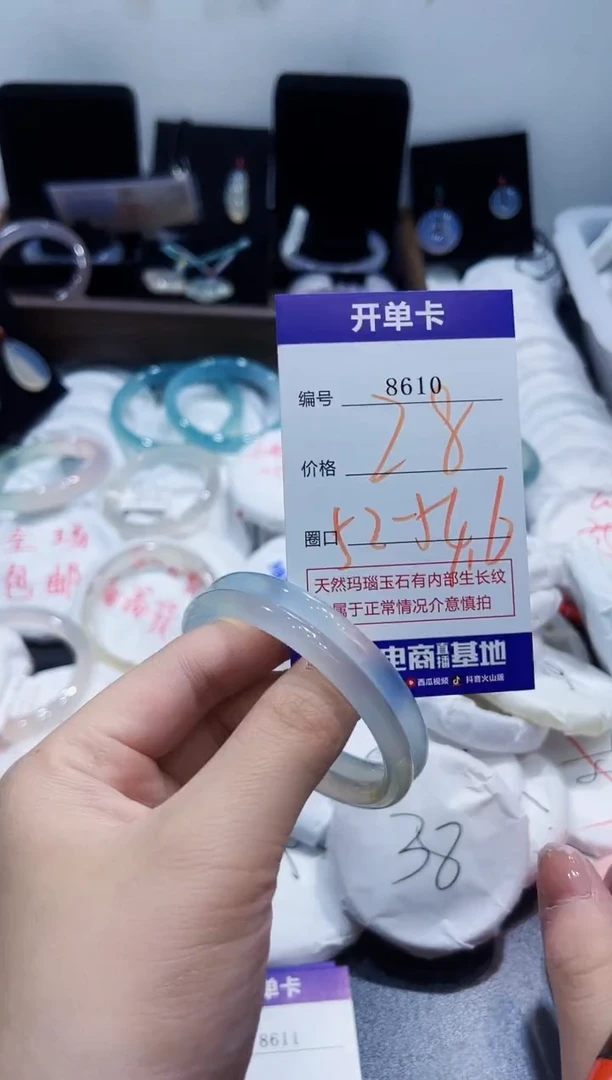 开单卡
编号 8610
价格 28
圈口 52-54.6
天然玛瑙玉石有内部生长纹
属于正常情况介意慎拍
电商直播基地
西瓜视频 抖音火山版
包邮
38
单卡
8611